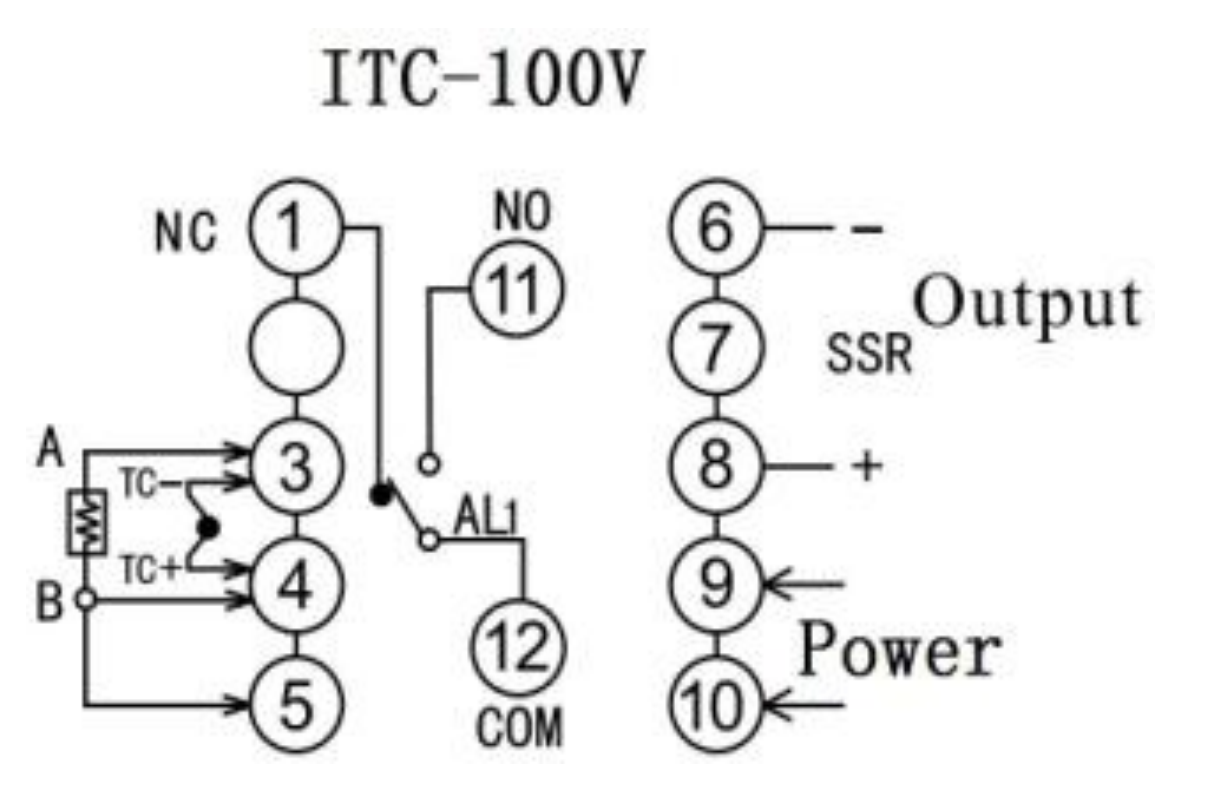 ITC-100V
NC 1
NO
11
6 -
7
SSR
Output
8 +
A
TC-
3
AL1
TC+
4
B
9
Power
12
COM
5
10